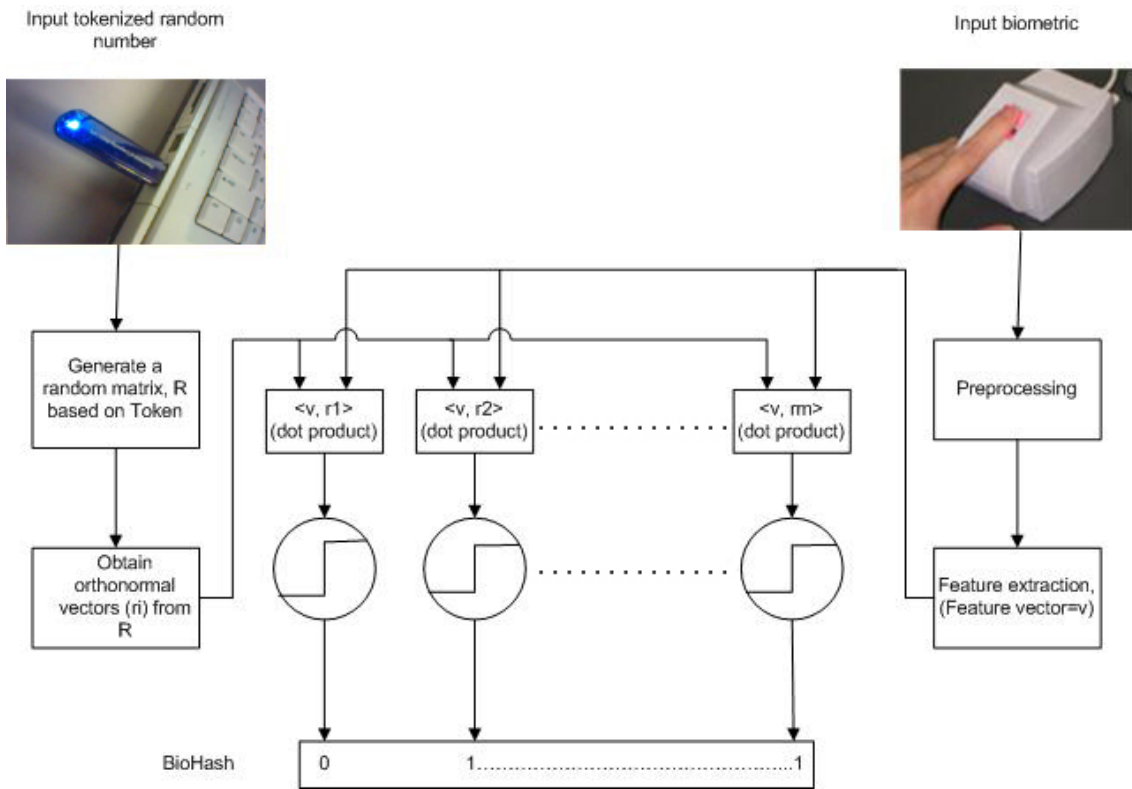 Input tokenized random
number
Input biometric
Generate a
random matrix, R
based on Token
Preprocessing
<v, r1>
(dot product)
<v, r2>
(dot product)
<v, rm>
(dot product)
Obtain
orthonormal
vectors (ri) from
R
Feature extraction,
(Feature vector=v)
BioHash
0 1.......................................................1